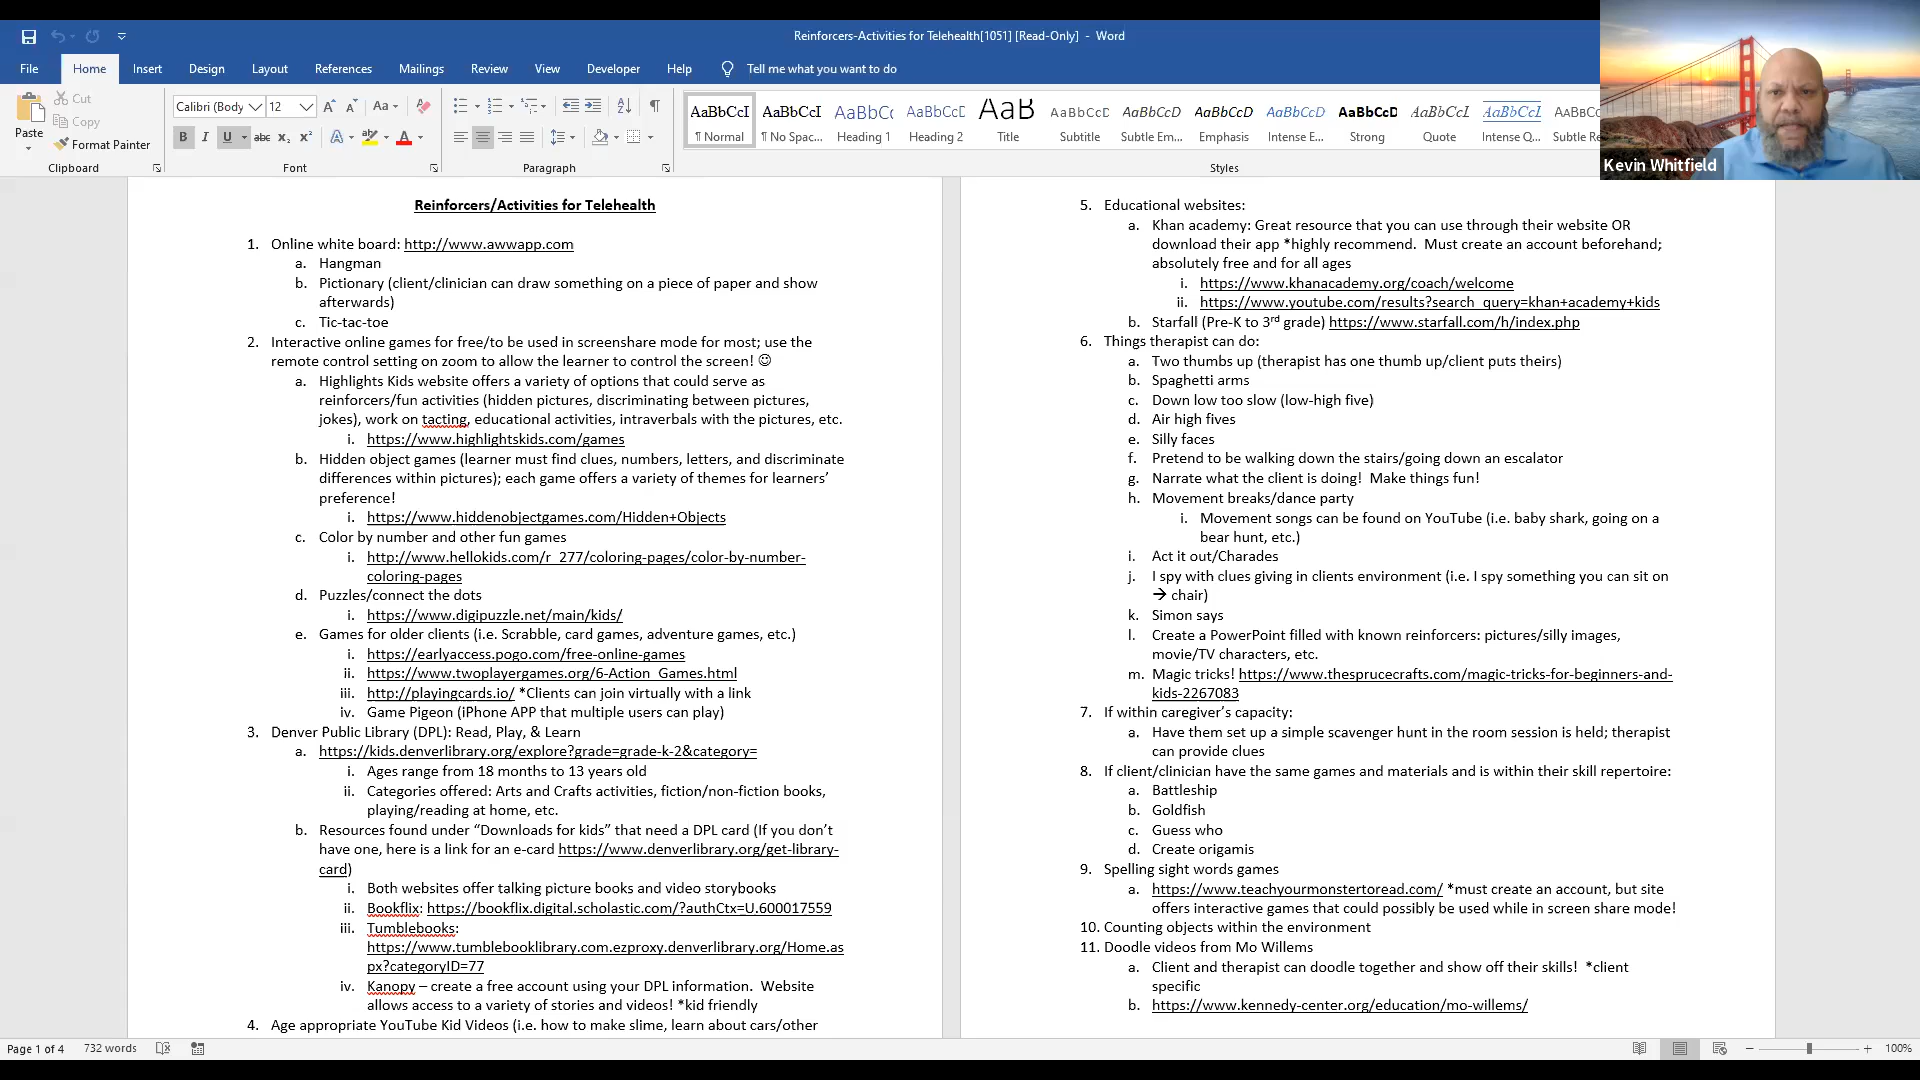 Reinforcers-Activities for Telehealth[1051] [Read-Only] - Word
File Home Insert Design Layout References Mailings Review View Developer Help Tell me what you want to do
Cut
Copy
Paste
Format Painter
Clipboard
Calibri (Body 12
Font
Paragraph
AaBbCcI AaBbCcI AaBbC AaBbCcD AaB AaBbCcD AaBbCcD AaBbCcD AaBbCcD AaBbCcD AaBbCcI AaBbCcI AaBbC
¶ Normal ¶ No Spac... Heading 1 Heading 2 Title Subtitle Subtle Em... Emphasis Intense E... Strong Quote Intense Q... Subtle Re
Styles
Kevin Whitfield
Reinforcers/Activities for Telehealth
1. Online white board: http://www.awwapp.com
a. Hangman
b. Pictionary (client/clinician can draw something on a piece of paper and show
afterwards)
c. Tic-tac-toe
2. Interactive online games for free/to be used in screenshare mode for most; use the
remote control setting on zoom to allow the learner to control the screen! ☺
a. Highlights Kids website offers a variety of options that could serve as
reinforcers/fun activities (hidden pictures, discriminating between pictures,
jokes), work on tacting, educational activities, intraverbals with the pictures, etc.
i. https://www.highlightskids.com/games
b. Hidden object games (learner must find clues, numbers, letters, and discriminate
differences within pictures); each game offers a variety of themes for learners’
preference!
i. https://www.hiddenobjectgames.com/Hidden+Objects
c. Color by number and other fun games
i. http://www.hellokids.com/r_277/coloring-pages/color-by-number-
coloring-pages
d. Puzzles/connect the dots
i. https://www.digipuzzle.net/main/kids/
e. Games for older clients (i.e. Scrabble, card games, adventure games, etc.)
i. https://earlyaccess.pogo.com/free-online-games
ii. https://www.twoplayergames.org/6-Action_Games.html
iii. http://playingcards.io/ *Clients can join virtually with a link
iv. Game Pigeon (iPhone APP that multiple users can play)
3. Denver Public Library (DPL): Read, Play, & Learn
a. https://kids.denverlibrary.org/explore?grade=grade-k-2&category=
i. Ages range from 18 months to 13 years old
ii. Categories offered: Arts and Crafts activities, fiction/non-fiction books,
playing/reading at home, etc.
b. Resources found under “Downloads for kids” that need a DPL card (If you don’t
have one, here is a link for an e-card https://www.denverlibrary.org/get-library-
card)
i. Both websites offer talking picture books and video storybooks
ii. Bookflix: https://bookflix.digital.scholastic.com/?authCtx=U.600017559
iii. Tumblebooks:
https://www.tumblebooklibrary.com.ezproxy.denverlibrary.org/Home.as
px?categoryID=77
iv. Kanopy – create a free account using your DPL information. Website
allows access to a variety of stories and videos! *kid friendly
4. Age appropriate YouTube Kid Videos (i.e. how to make slime, learn about cars/other
5. Educational websites:
a. Khan academy: Great resource that you can use through their website OR
download their app *highly recommend. Must create an account beforehand;
absolutely free and for all ages
i. https://www.khanacademy.org/coach/welcome
ii. https://www.youtube.com/results?search_query=khan+academy+kids
b. Starfall (Pre-K to 3rd grade) https://www.starfall.com/h/index.php
6. Things therapist can do:
a. Two thumbs up (therapist has one thumb up/client puts theirs)
b. Spaghetti arms
c. Down low too slow (low-high five)
d. Air high fives
e. Silly faces
f. Pretend to be walking down the stairs/going down an escalator
g. Narrate what the client is doing! Make things fun!
h. Movement breaks/dance party
i. Movement songs can be found on YouTube (i.e. baby shark, going on a
bear hunt, etc.)
i. Act it out/Charades
j. I spy with clues giving in clients environment (i.e. I spy something you can sit on
→ chair)
k. Simon says
l. Create a PowerPoint filled with known reinforcers: pictures/silly images,
movie/TV characters, etc.
m. Magic tricks! https://www.thesprucecrafts.com/magic-tricks-for-beginners-and-
kids-2267083
7. If within caregiver’s capacity:
a. Have them set up a simple scavenger hunt in the room session is held; therapist
can provide clues
8. If client/clinician have the same games and materials and is within their skill repertoire:
a. Battleship
b. Goldfish
c. Guess who
d. Create origamis
9. Spelling sight words games
a. https://www.teachyourmonstertoread.com/ *must create an account, but site
offers interactive games that could possibly be used while in screen share mode!
10. Counting objects within the environment
11. Doodle videos from Mo Willems
a. Client and therapist can doodle together and show off their skills! *client
specific
b. https://www.kennedy-center.org/education/mo-willems/
Page 1 of 4 732 words 100%